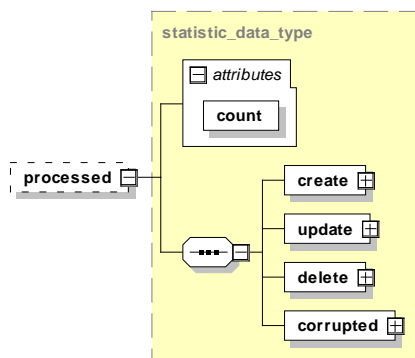 statistic_data_type
attributes
count
processed
create
update
delete
corrupted